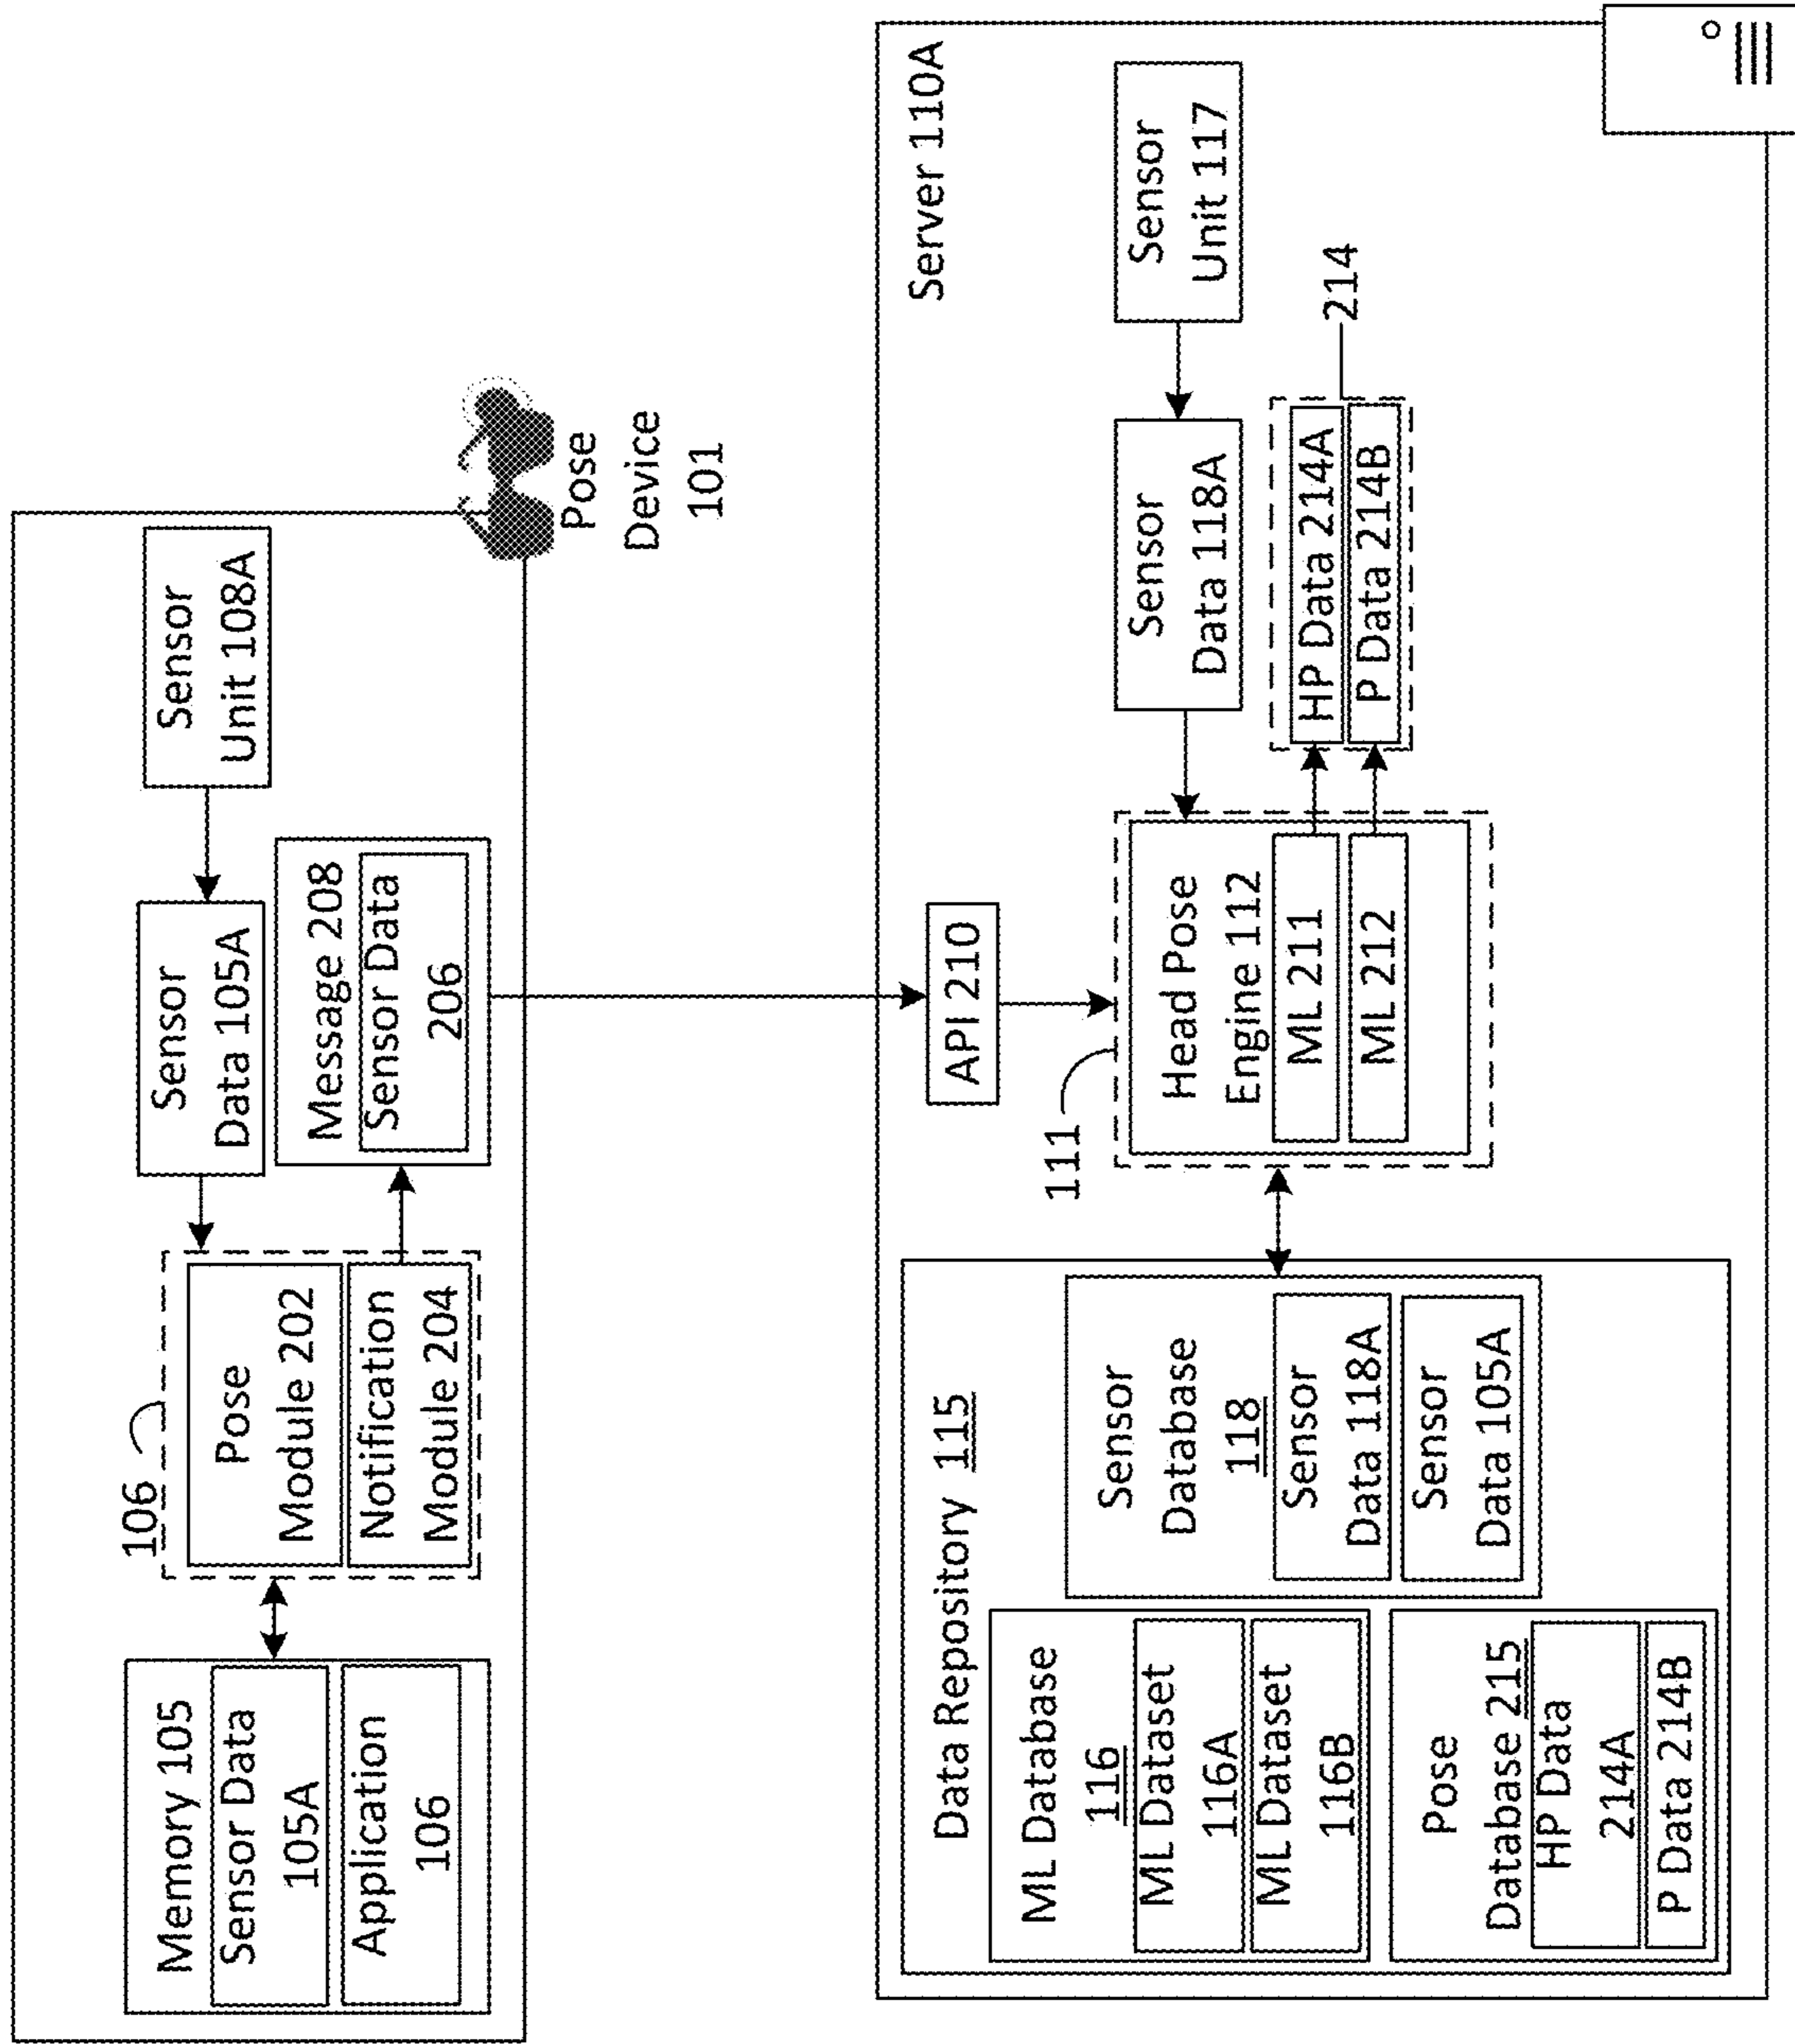 Memory 105
Sensor Data
105A
Application
106
106
Pose
Module 202
Notification
Module 204
Sensor
Data 105A
Message 208
Sensor Data
206
Sensor
Unit 108A
Pose
Device
101
Server 110A
API 210
Data Repository 115
ML Database
116
ML Dataset
116A
ML Dataset
116B
Pose
Database 215
HP Data
214A
P Data 214B
Sensor
Database
118
Sensor
Data 118A
Sensor
Data 105A
111
Head Pose
Engine 112
ML 211
ML 212
Sensor
Data 118A
HP Data 214A
P Data 214B
214
Sensor
Unit 117